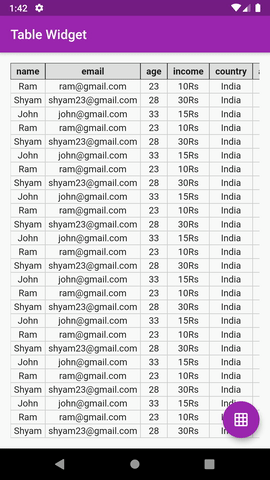 1:42
Table Widget
name email age income country
Ram ram@gmail.com 23 10Rs India
Shyam shyam23@gmail.com 28 30Rs India
John john@gmail.com 33 15Rs India
Ram ram@gmail.com 23 10Rs India
Shyam shyam23@gmail.com 28 30Rs India
John john@gmail.com 33 15Rs India
Ram ram@gmail.com 23 10Rs India
Shyam shyam23@gmail.com 28 30Rs India
John john@gmail.com 33 15Rs India
Ram ram@gmail.com 23 10Rs India
Shyam shyam23@gmail.com 28 30Rs India
John john@gmail.com 33 15Rs India
Ram ram@gmail.com 23 10Rs India
Shyam shyam23@gmail.com 28 30Rs India
John john@gmail.com 33 15Rs India
Ram ram@gmail.com 23 10Rs India
Shyam shyam23@gmail.com 28 30Rs India
John john@gmail.com 33 15Rs India
Ram ram@gmail.com 23 10Rs India
Shyam shyam23@gmail.com 28 30Rs India
John john@gmail.com 33 15Rs India
Ram ram@gmail.com 23 10Rs India
Shyam shyam23@gmail.com 28 30Rs India
John john@gmail.com 33 15Rs India
Ram ram@gmail.com 23 10Rs
Shyam shyam23@gmail.com 28 30Rs India